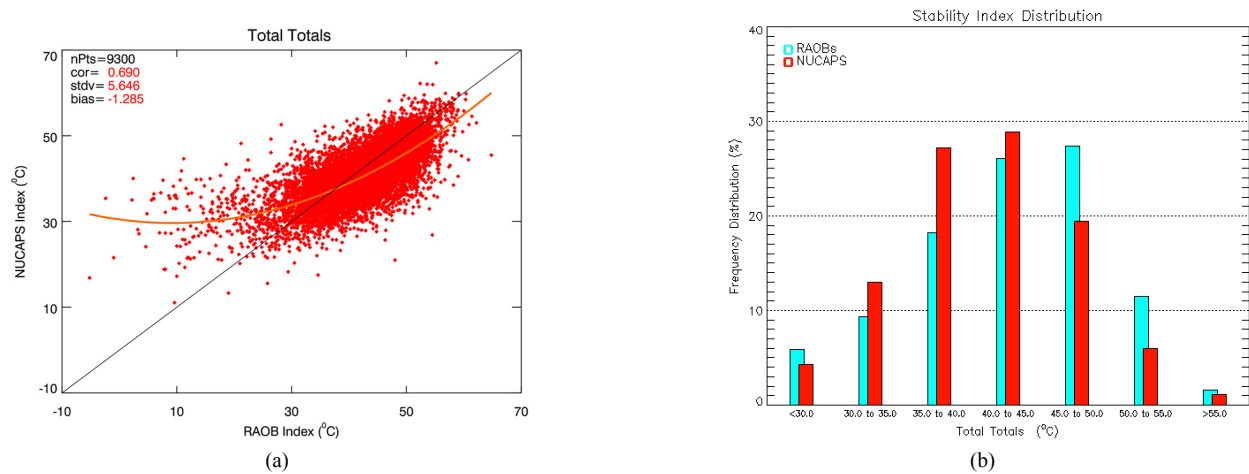 Total Totals
nPts=9300
cor= 0.690
stdv= 5.646
bias= -1.285
70
50
30
10
-10
NUCAPS Index (⁰C)
-10 10 30 50 70
RAOB Index (⁰C)
(a)
Stability Index Distribution
RAOBs
NUCAPS
40
30
20
10
0
Frequency Distribution (%)
<30.0 30.0 to 35.0 35.0 to 40.0 40.0 to 45.0 45.0 to 50.0 50.0 to 55.0 >55.0
Total Totals (⁰C)
(b)